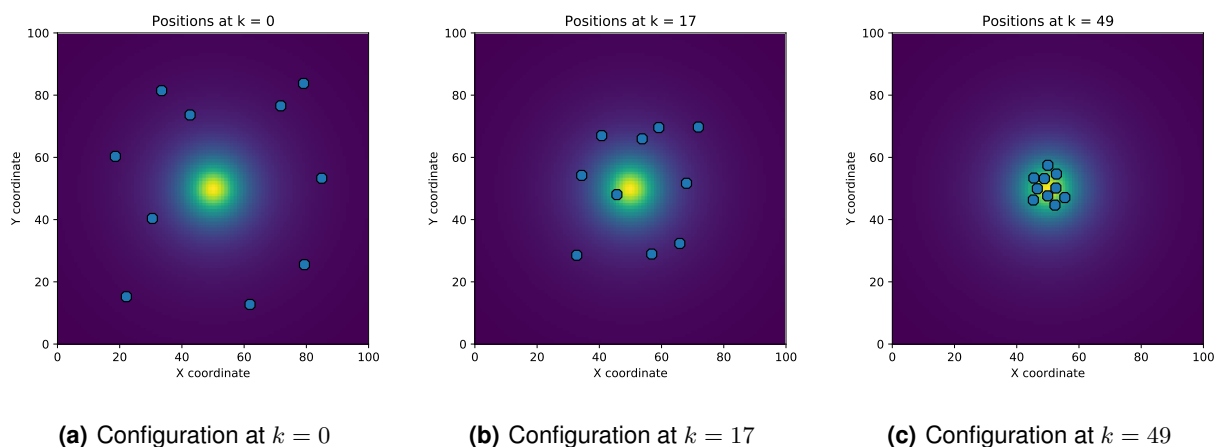 Positions at k = 0
100
80
60
40
20
0
Y coordinate
0 20 40 60 80 100
X coordinate
(a) Configuration at k = 0
Positions at k = 17
100
80
60
40
20
0
Y coordinate
0 20 40 60 80 100
X coordinate
(b) Configuration at k = 17
Positions at k = 49
100
80
60
40
20
0
Y coordinate
0 20 40 60 80 100
X coordinate
(c) Configuration at k = 49